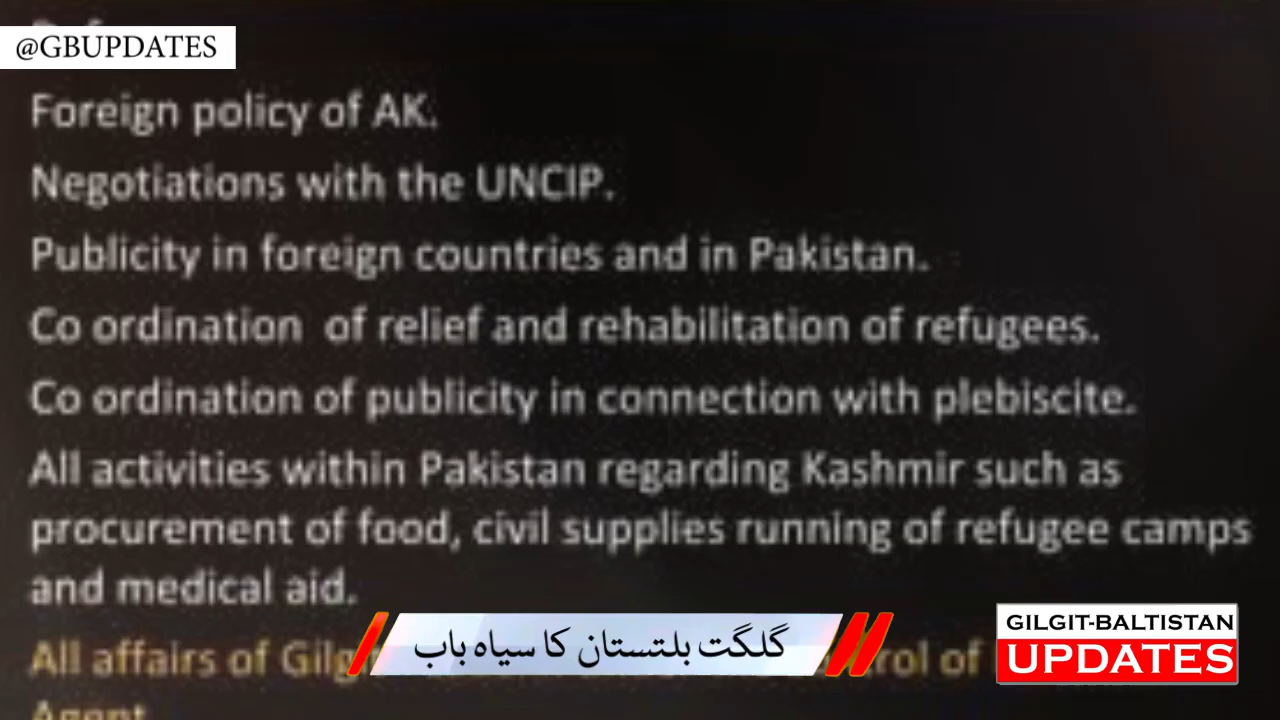 @GBUPDATES
Foreign policy of AK.
Negotiations with the UNCIP.
Publicity in foreign countries and in Pakistan.
Co ordination of relief and rehabilitation of refugees.
Co ordination of publicity in connection with plebiscite.
All activities within Pakistan regarding Kashmir such as
procurement of food, civil supplies running of refugee camps
and medical aid.
All affairs of
of
Agent
گلگت بلتستان کا سیاہ باب
GILGIT-BALTISTAN
UPDATES